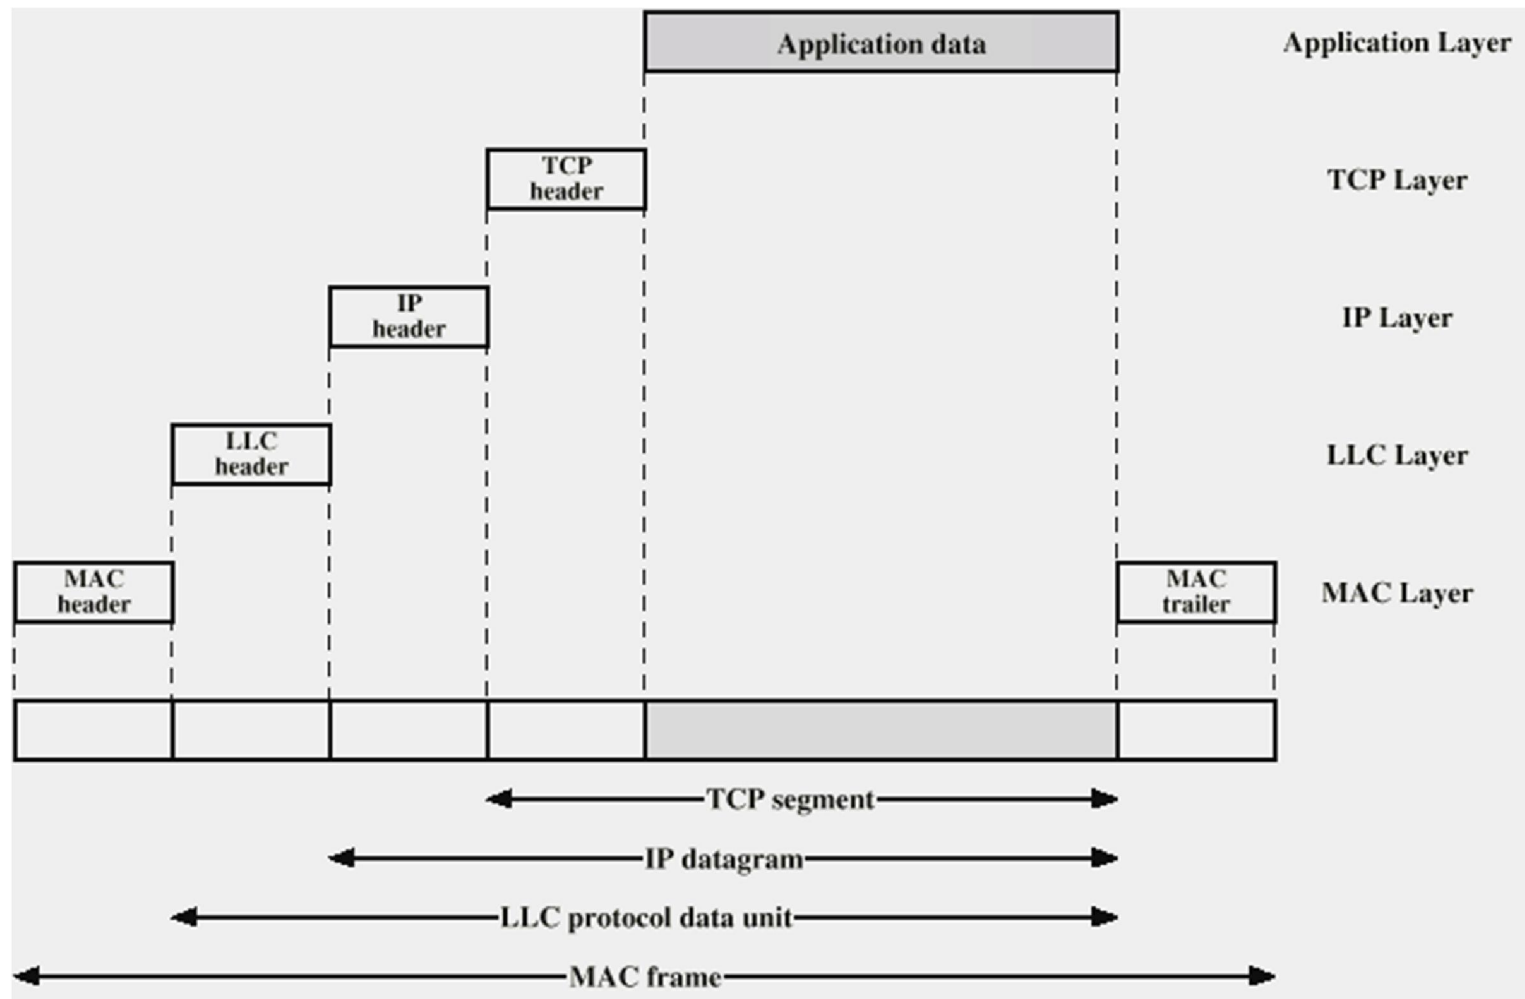 Application data
Application Layer
TCP
header
TCP Layer
IP
header
IP Layer
LLC
header
LLC Layer
MAC
header
MAC
trailer
MAC Layer
TCP segment
IP datagram
LLC protocol data unit
MAC frame